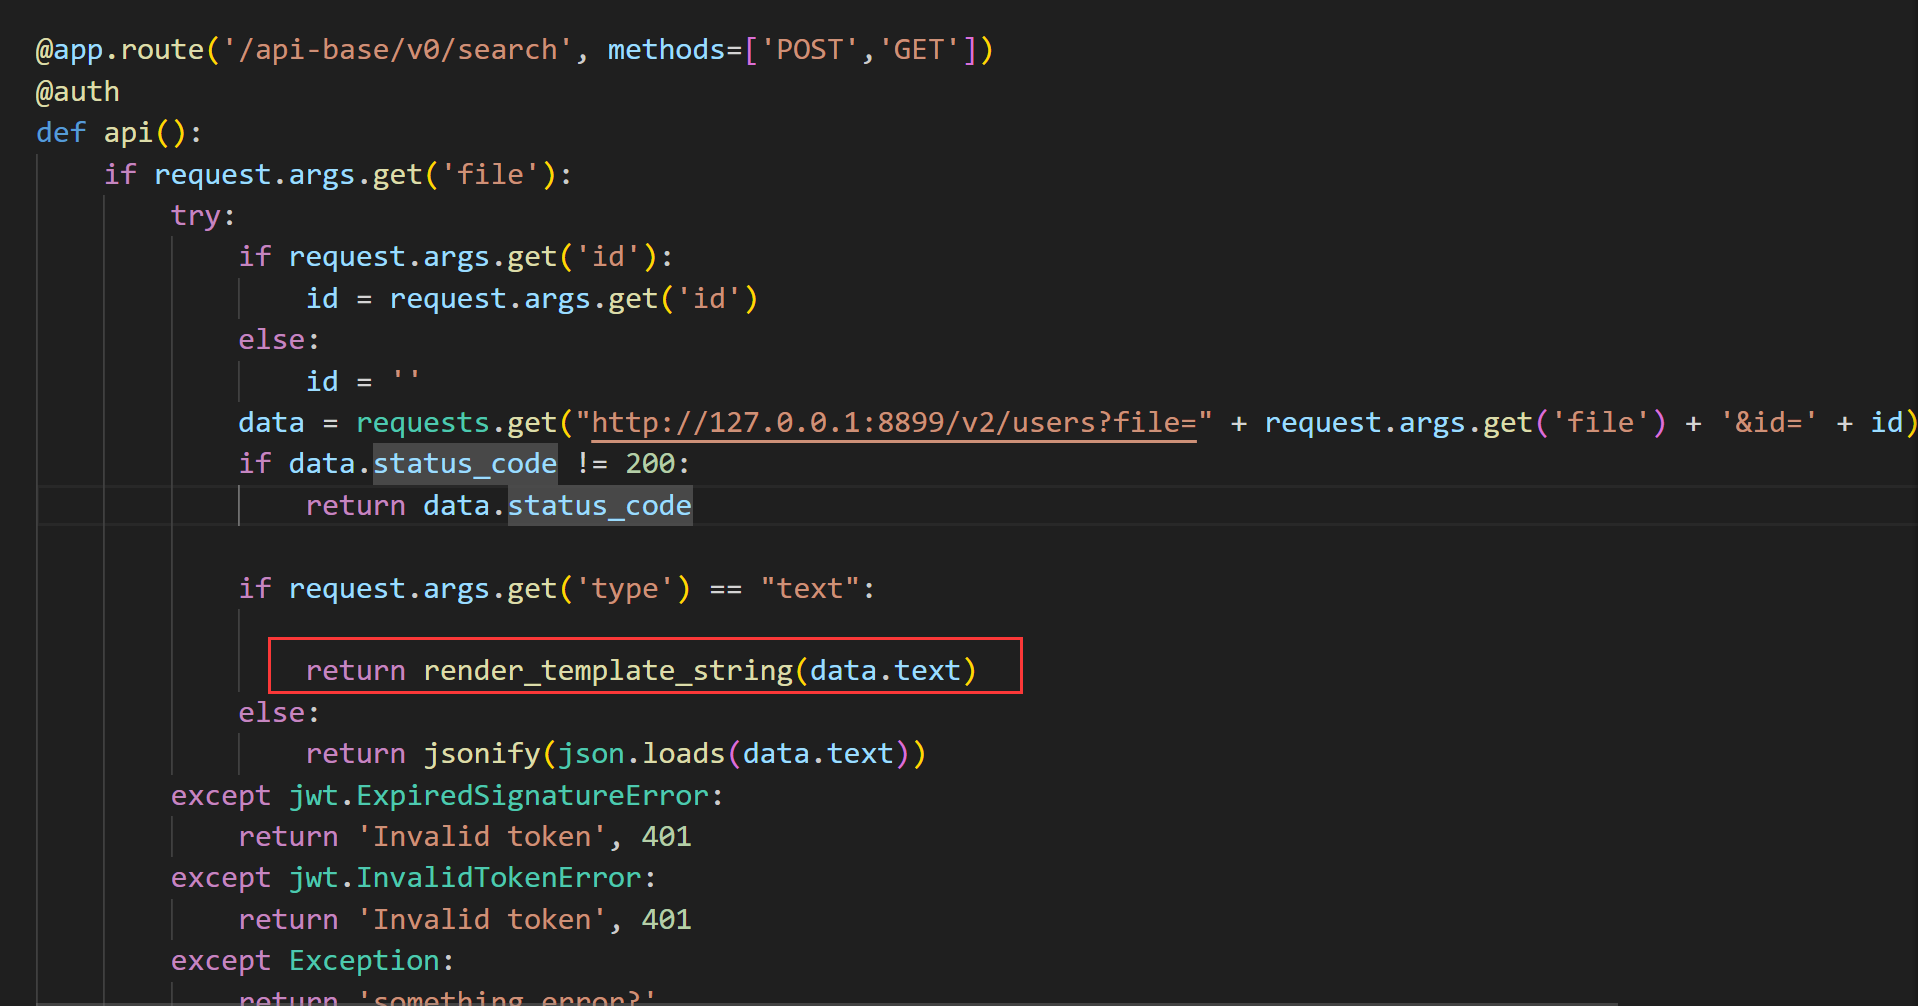 @app.route('/api-base/v0/search', methods=['POST','GET'])
@auth
def api():
    if request.args.get('file'):
        try:
            if request.args.get('id'):
                id = request.args.get('id')
            else:
                id = ''
            data = requests.get("http://127.0.0.1:8899/v2/users?file=" + request.args.get('file') + '&id=' + id)
            if data.status_code != 200:
                return data.status_code
            if request.args.get('type') == "text":
                return render_template_string(data.text)
            else:
                return jsonify(json.loads(data.text))
        except jwt.ExpiredSignatureError:
            return 'Invalid token', 401
        except jwt.InvalidTokenError:
            return 'Invalid token', 401
        except Exception:
            return 'something error?'